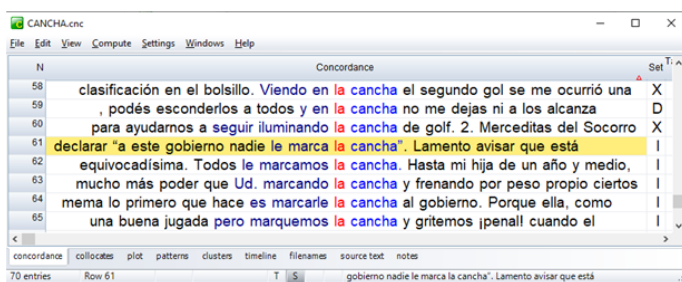 CANCHA.cnc
File Edit View Compute Settings Windows Help
N Concordance Set
58 clasificación en el bolsillo. Viendo en la cancha el segundo gol se me ocurrió una X
59 , podés esconderlos a todos y en la cancha no me dejas ni a los alcanza D
60 para ayudarnos a seguir iluminando la cancha de golf. 2. Merceditas del Socorro X
61 declarar “a este gobierno nadie le marca la cancha”. Lamento avisar que está I
62 equivocadísima. Todos le marcamos la cancha. Hasta mi hija de un año y medio, I
63 mucho más poder que Ud. marcando la cancha y frenando por peso propio ciertos I
64 mema lo primero que hace es marcarle la cancha al gobierno. Porque ella, como I
65 una buena jugada pero marquemos la cancha y gritemos ¡penal! cuando el I
concordance collocates plot patterns clusters timeline filenames source text notes
70 entries Row 61 T S gobierno nadie le marca la cancha”. Lamento avisar que está